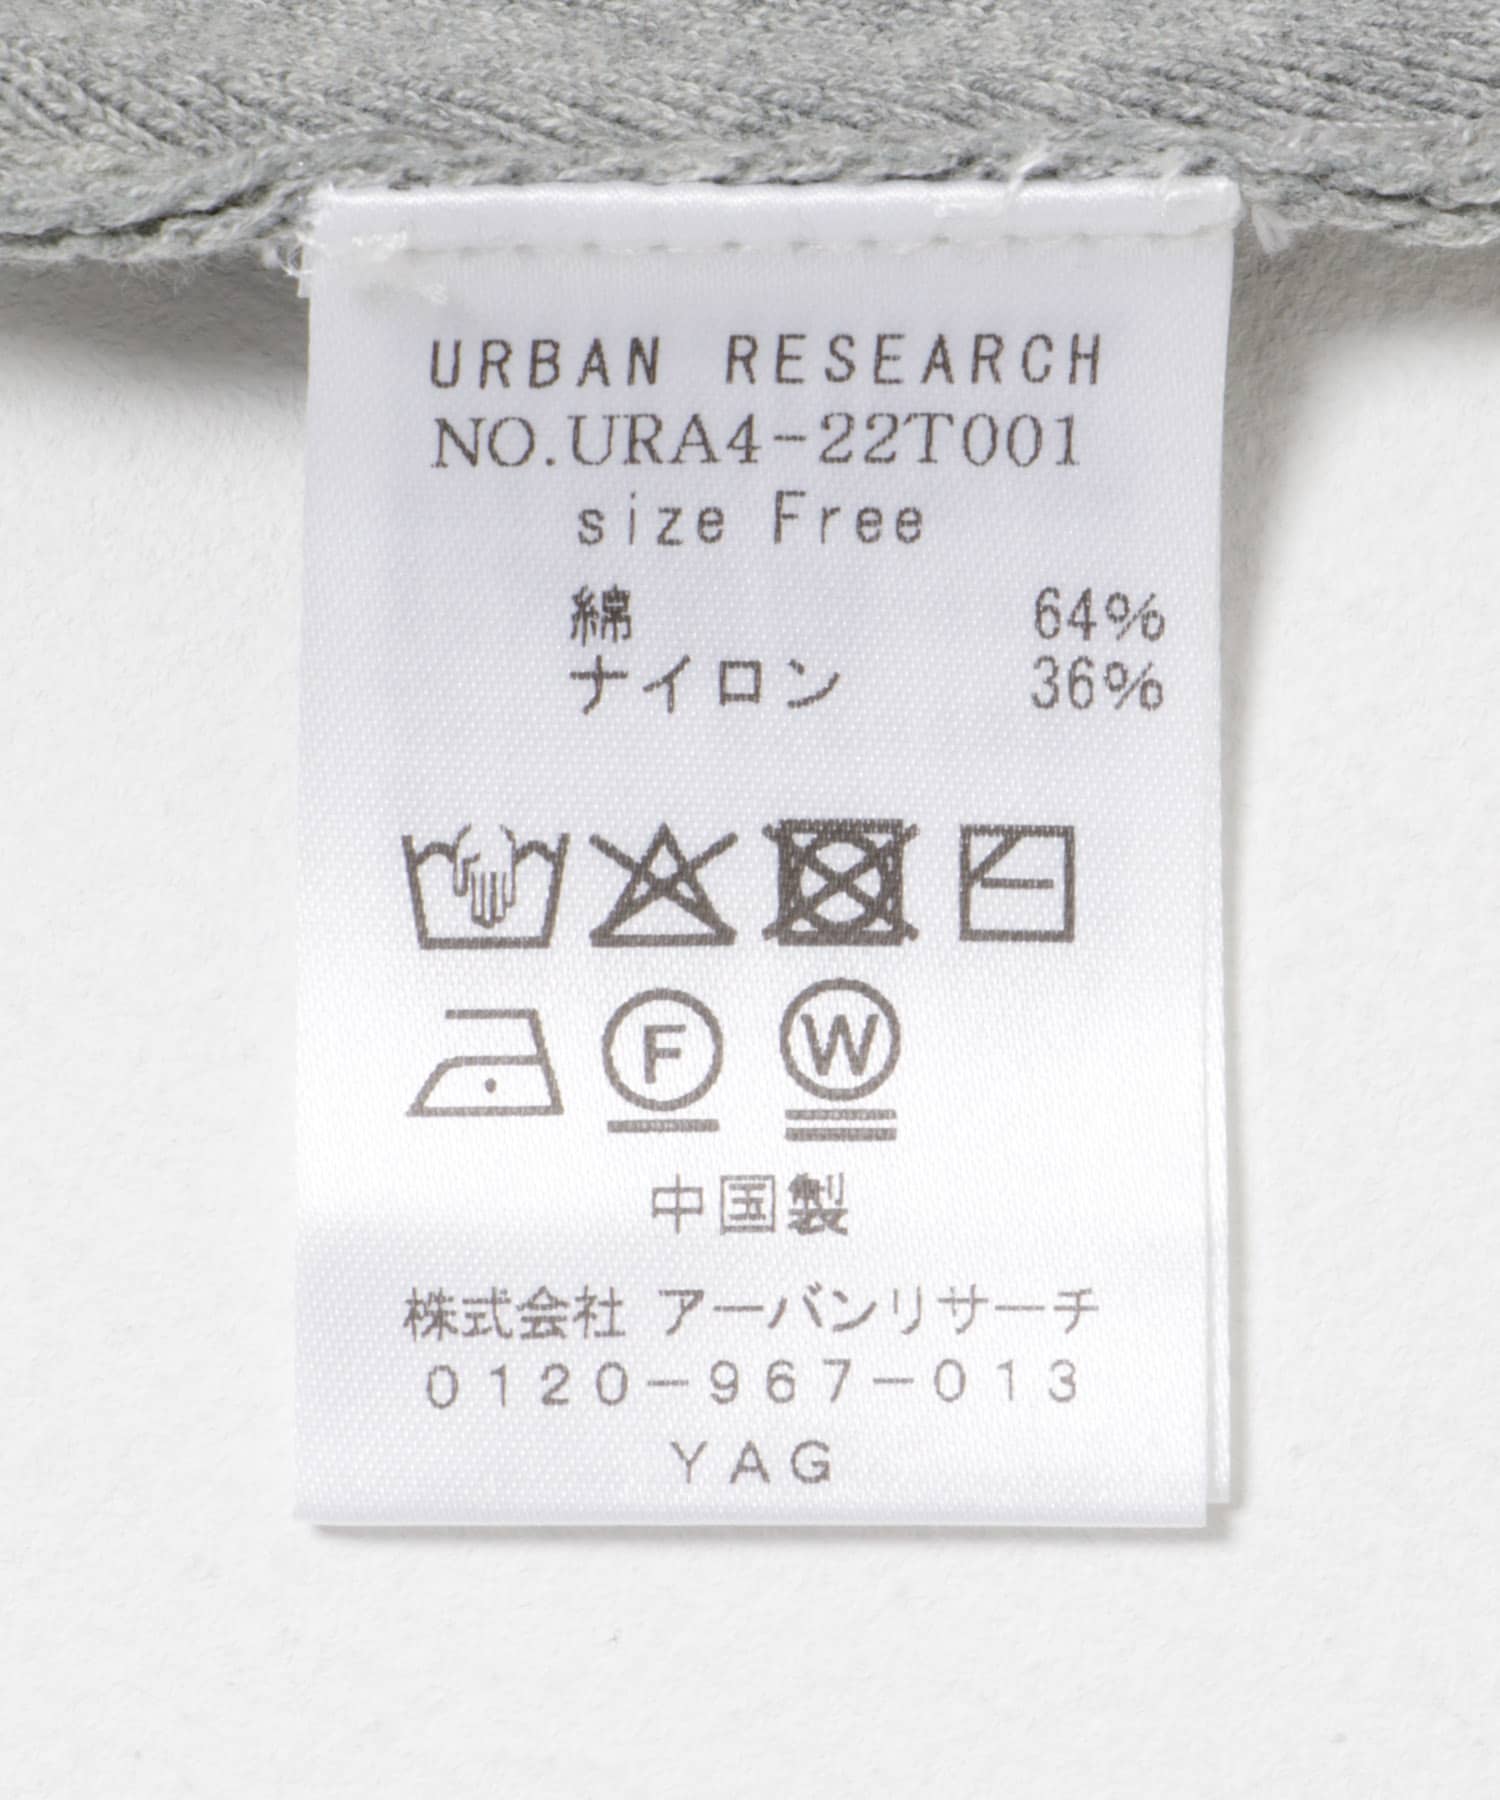 URBAN RESEARCH
NO.URA4-22T001
size Free
綿 64%
ナイロン 36%
F W
中国製
株式会社 アーバンリサーチ
0120-967-013
YAG